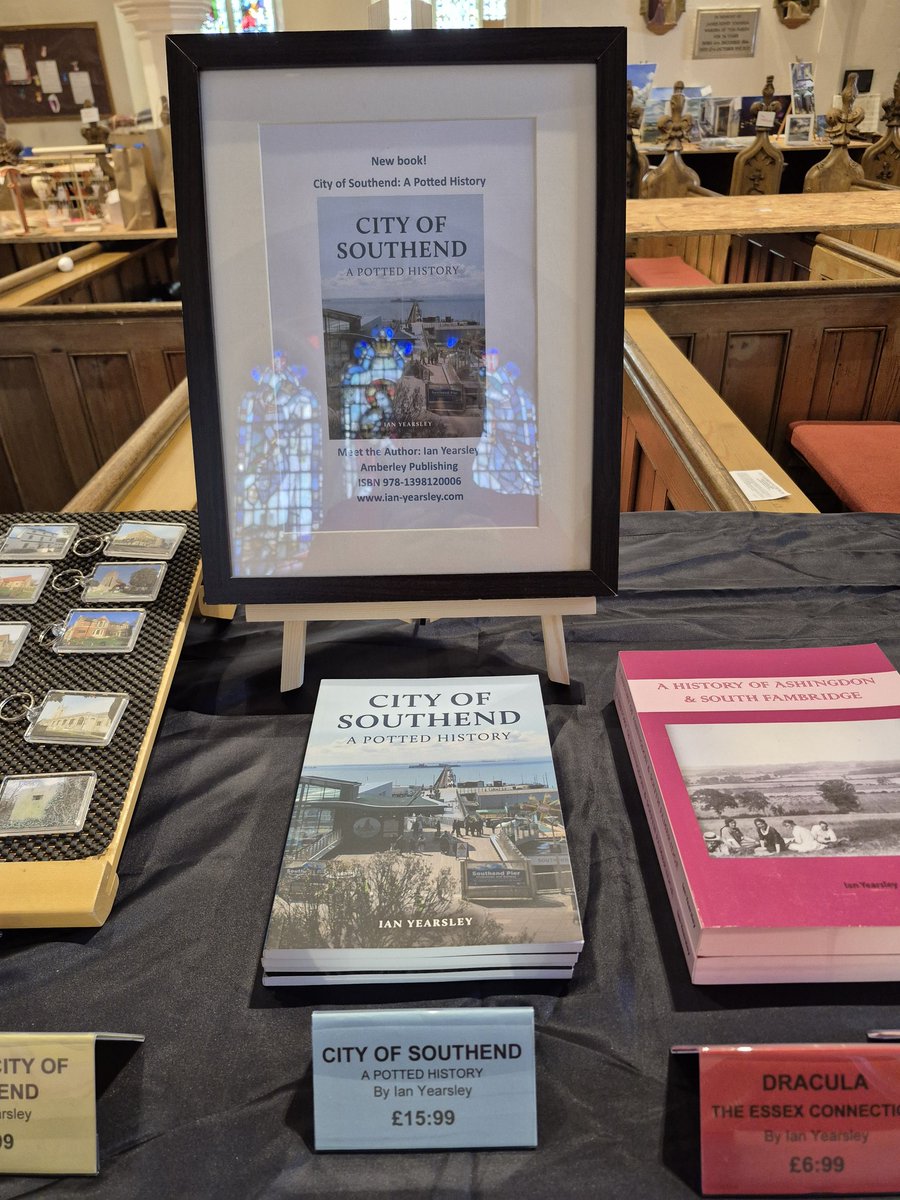 New book!
City of Southend: A Potted History
CITY OF
SOUTHEND
A POTTED HISTORY
IAN YEARSLEY
Meet the Author: Ian Yearsley
Amberley Publishing
ISBN 978-1398120006
www.ian-yearsley.com
CITY OF
SOUTHEND
A POTTED HISTORY
Southend Pier
IAN YEARSLEY
A HISTORY OF ASHINGDON
& SOUTH FAMBRIDGE
Ian Yearsley
CITY OF
END
arsley
99
CITY OF SOUTHEND
A POTTED HISTORY
By Ian Yearsley
£15:99
DRACULA
THE ESSEX CONNECTIO
By Ian Yearsley
£6:99